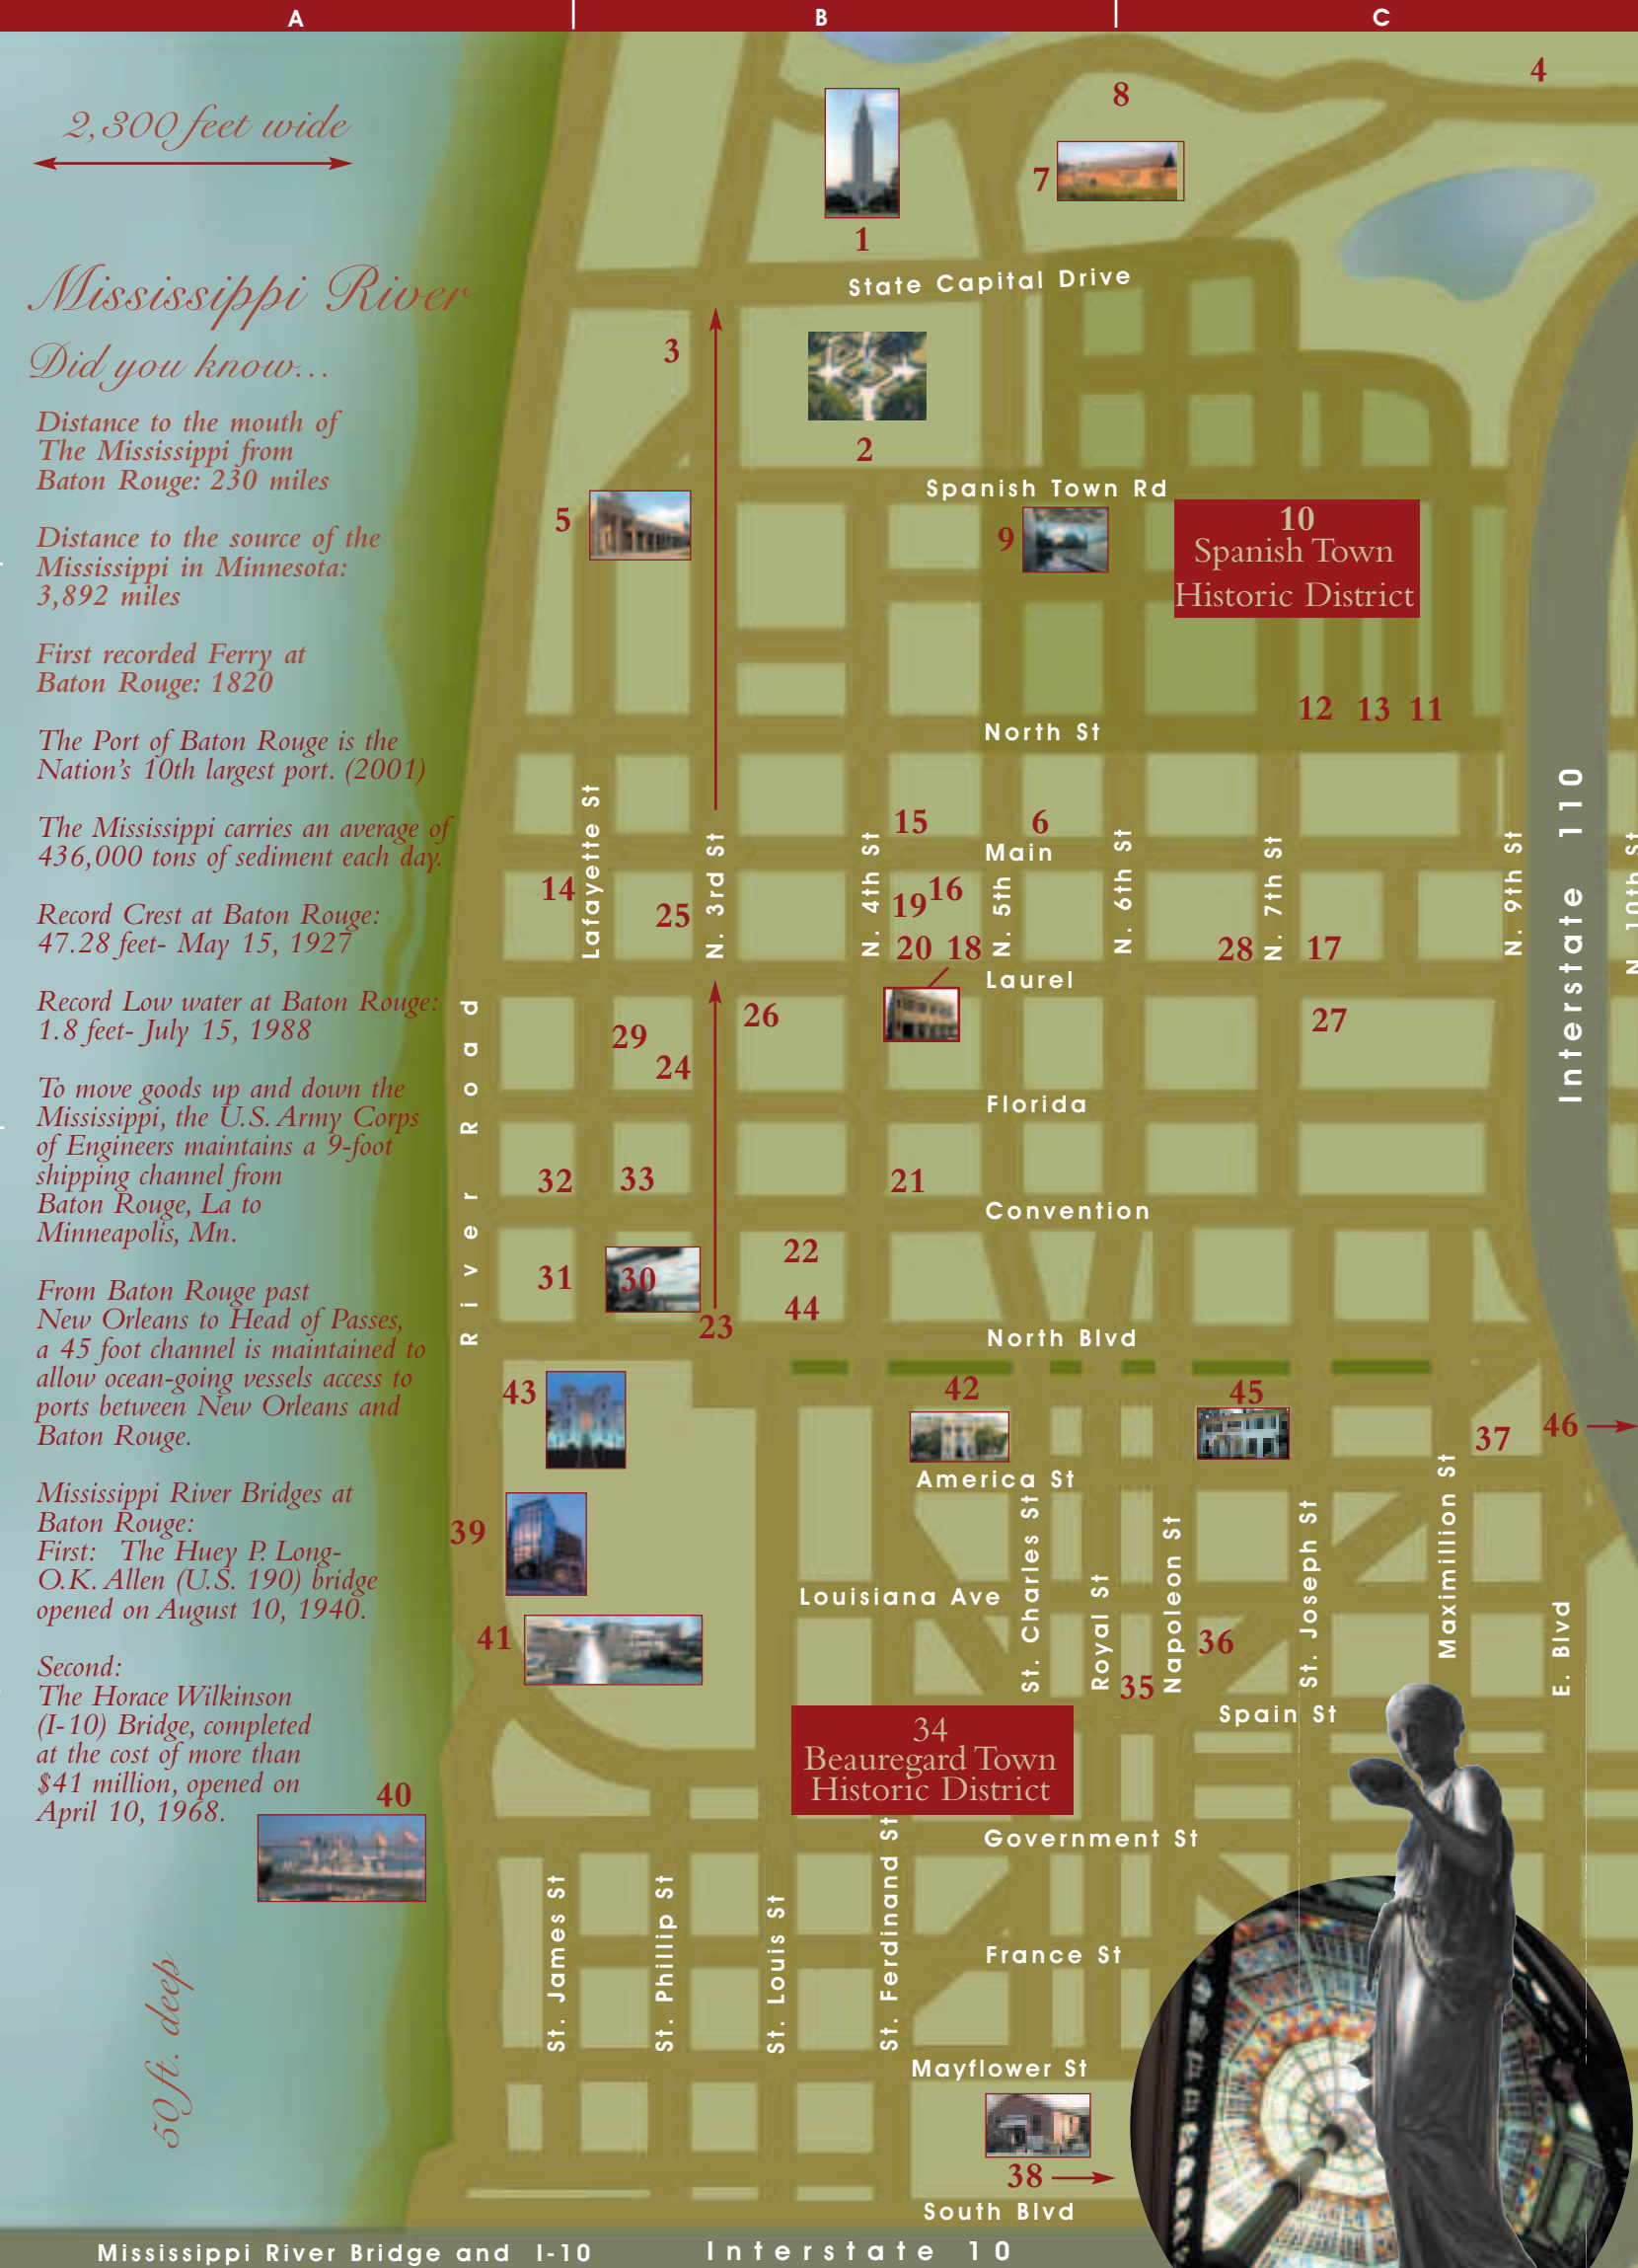 A
B
C
2,300 feet wide
Mississippi River
Did you know...
Distance to the mouth of
The Mississippi from
Baton Rouge: 230 miles
Distance to the source of the
Mississippi in Minnesota:
3,892 miles
First recorded Ferry at
Baton Rouge: 1820
The Port of Baton Rouge is the
Nation's 10th largest port. (2001)
The Mississippi carries an average of
436,000 tons of sediment each day.
Record Crest at Baton Rouge:
47.28 feet- May 15, 1927
Record Low water at Baton Rouge:
1.8 feet- July 15, 1988
To move goods up and down the
Mississippi, the U.S. Army Corps
of Engineers maintains a 9-foot
shipping channel from
Baton Rouge, La to
Minneapolis, Mn.
From Baton Rouge past
New Orleans to Head of Passes,
a 45 foot channel is maintained to
allow ocean-going vessels access to
ports between New Orleans and
Baton Rouge.
Mississippi River Bridges at
Baton Rouge:
First: The Huey P. Long-
O.K. Allen (U.S. 190) bridge
opened on August 10, 1940.
Second:
The Horace Wilkinson
(I-10) Bridge, completed
at the cost of more than
$41 million, opened on
April 10, 1968.
40
50 ft. deep
4
8
7
1
State Capital Drive
3
2
Spanish Town Rd
5
9
10
Spanish Town
Historic District
12
13
11
North St
Lafayette St
N. 3rd St
N. 4th St
N. 5th
N. 6th St
N. 7th St
N. 9th St
N. 10th St
Interstate 110
15
6
Main
14
25
19
16
20
18
28
17
Laurel
River Road
29
24
26
27
Florida
32
33
21
Convention
31
30
22
44
23
North Blvd
43
42
45
37
46
America St
39
41
Louisiana Ave
St. Charles St
Royal St
Napoleon St
St. Joseph St
Maximillion St
E. Blvd
36
35
Spain St
34
Beauregard Town
Historic District
Government St
St. James St
St. Phillip St
St. Louis St
St. Ferdinand St
France St
Mayflower St
38
South Blvd
Mississippi River Bridge and I-10
Interstate 10